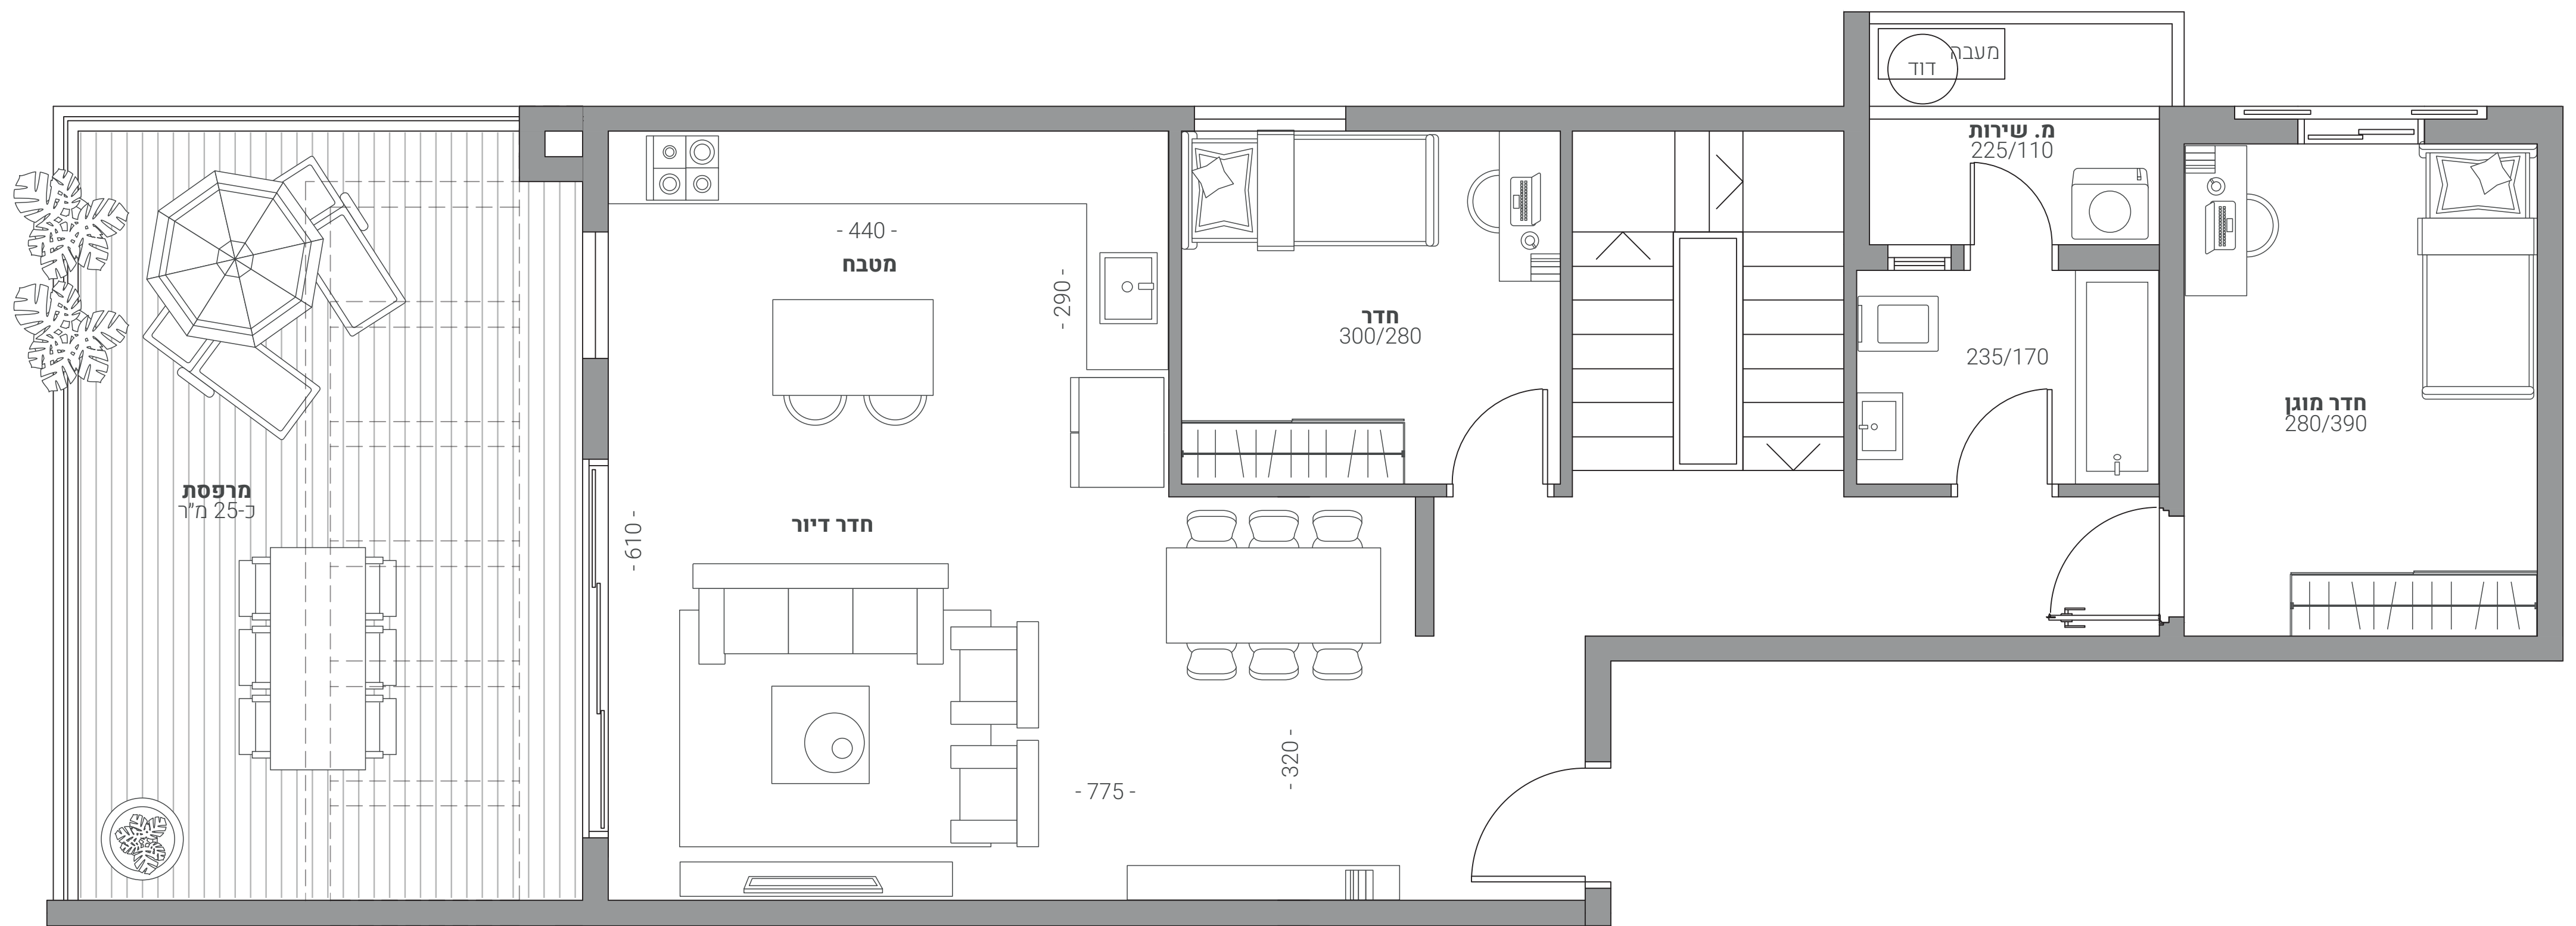 מעבה
דוד
מ. שירות
225/110
- 440 -
מטבח
- 290 -
חדר
300/280
235/170
חדר מוגן
280/390
מרפסת
כ-25 מ"ר
חדר דיור
- 610 -
- 320 -
- 775 -